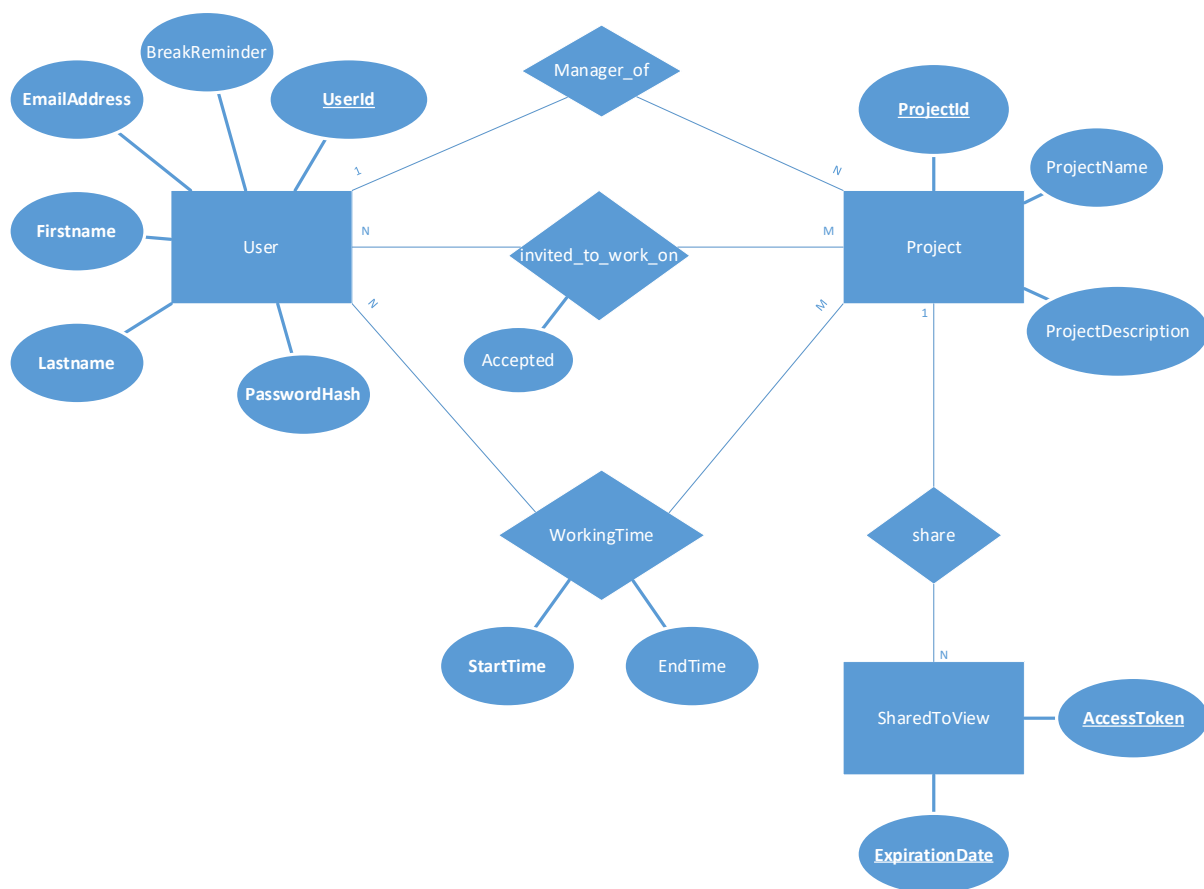 BreakReminder
Manager_of
EmailAddress
UserId
ProjectId
ProjectName
1
N
Firstname
User
N
invited_to_work_on
M
Project
N
M
1
Lastname
Accepted
ProjectDescription
PasswordHash
WorkingTime
share
StartTime
EndTime
N
SharedToView
AccessToken
ExpirationDate